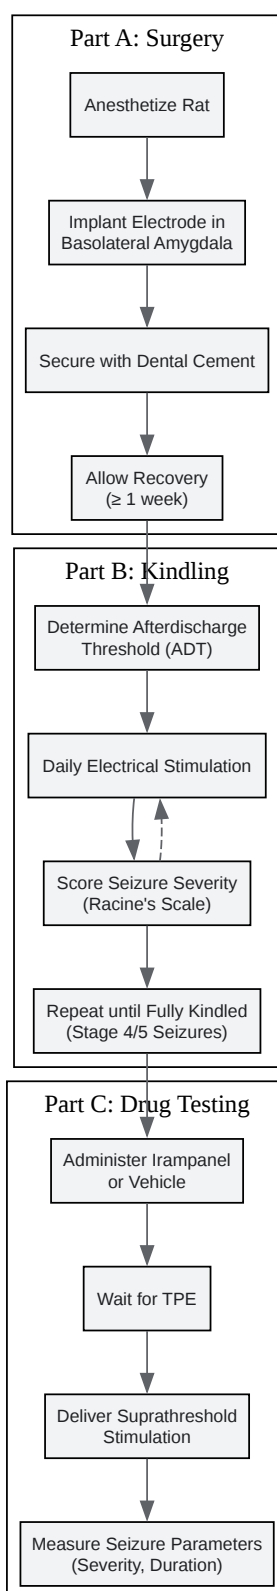 Part A: Surgery
Anesthetize Rat
Implant Electrode in
Basolateral Amygdala
Secure with Dental Cement
Allow Recovery
(≥ 1 week)
Part B: Kindling
Determine Afterdischarge
Threshold (ADT)
Daily Electrical Stimulation
Score Seizure Severity
(Racine's Scale)
Repeat until Fully Kindled
(Stage 4/5 Seizures)
Part C: Drug Testing
Administer Irampanel
or Vehicle
Wait for TPE
Deliver Suprathreshold
Stimulation
Measure Seizure Parameters
(Severity, Duration)